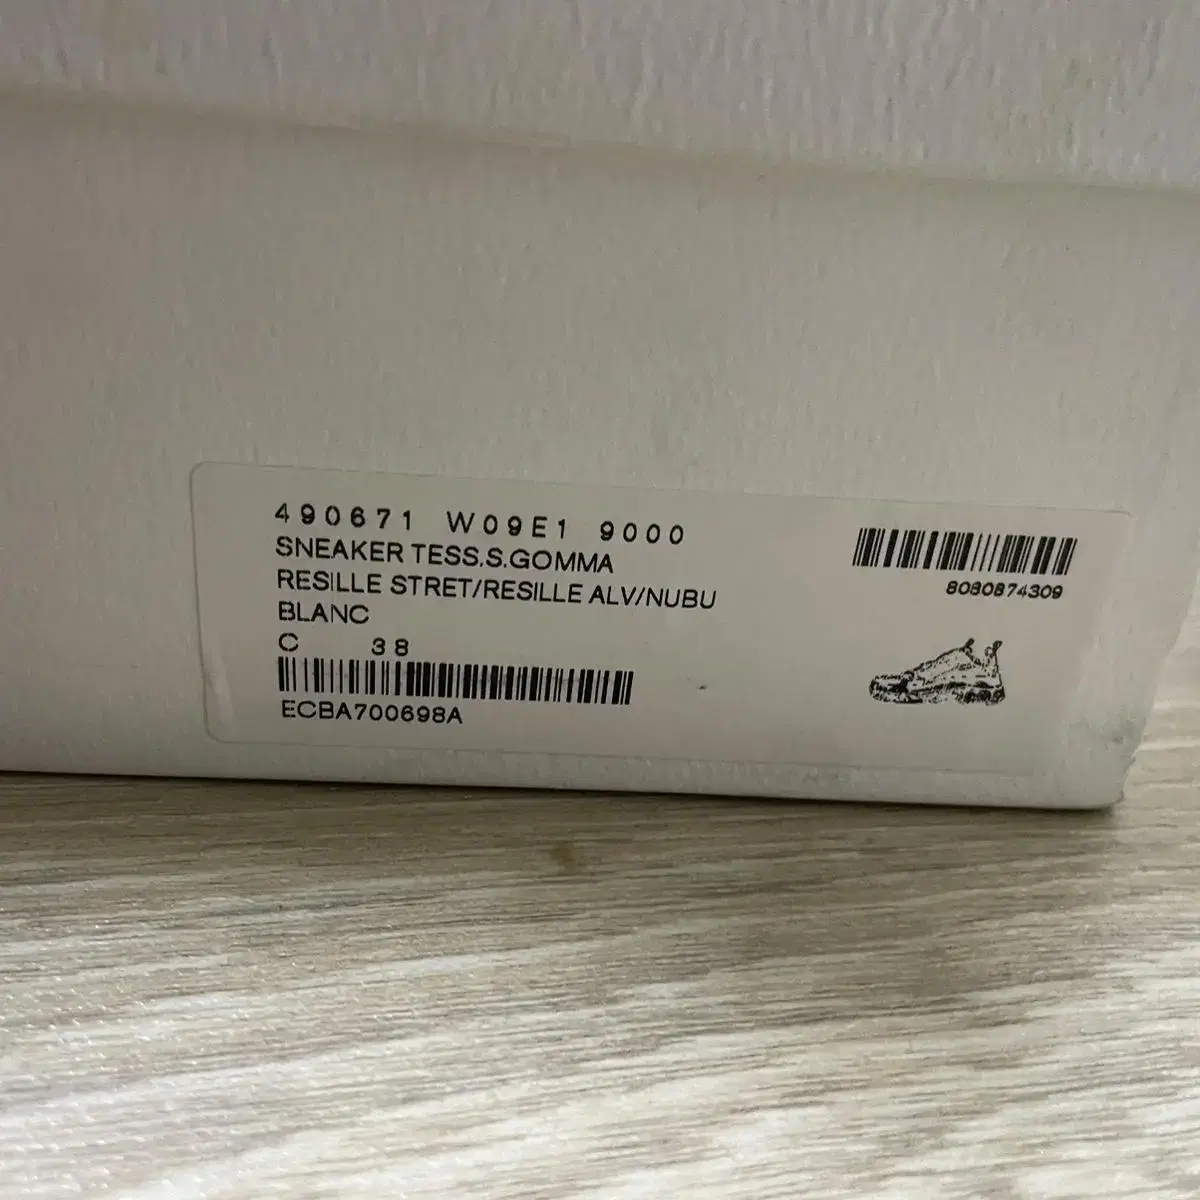 490671 W09E1 9000
SNEAKER TESS.S.GOMMA
RESILLE STRET/RESILLE ALV/NUBU
BLANC
C 38
ECBA700698A
8080874309